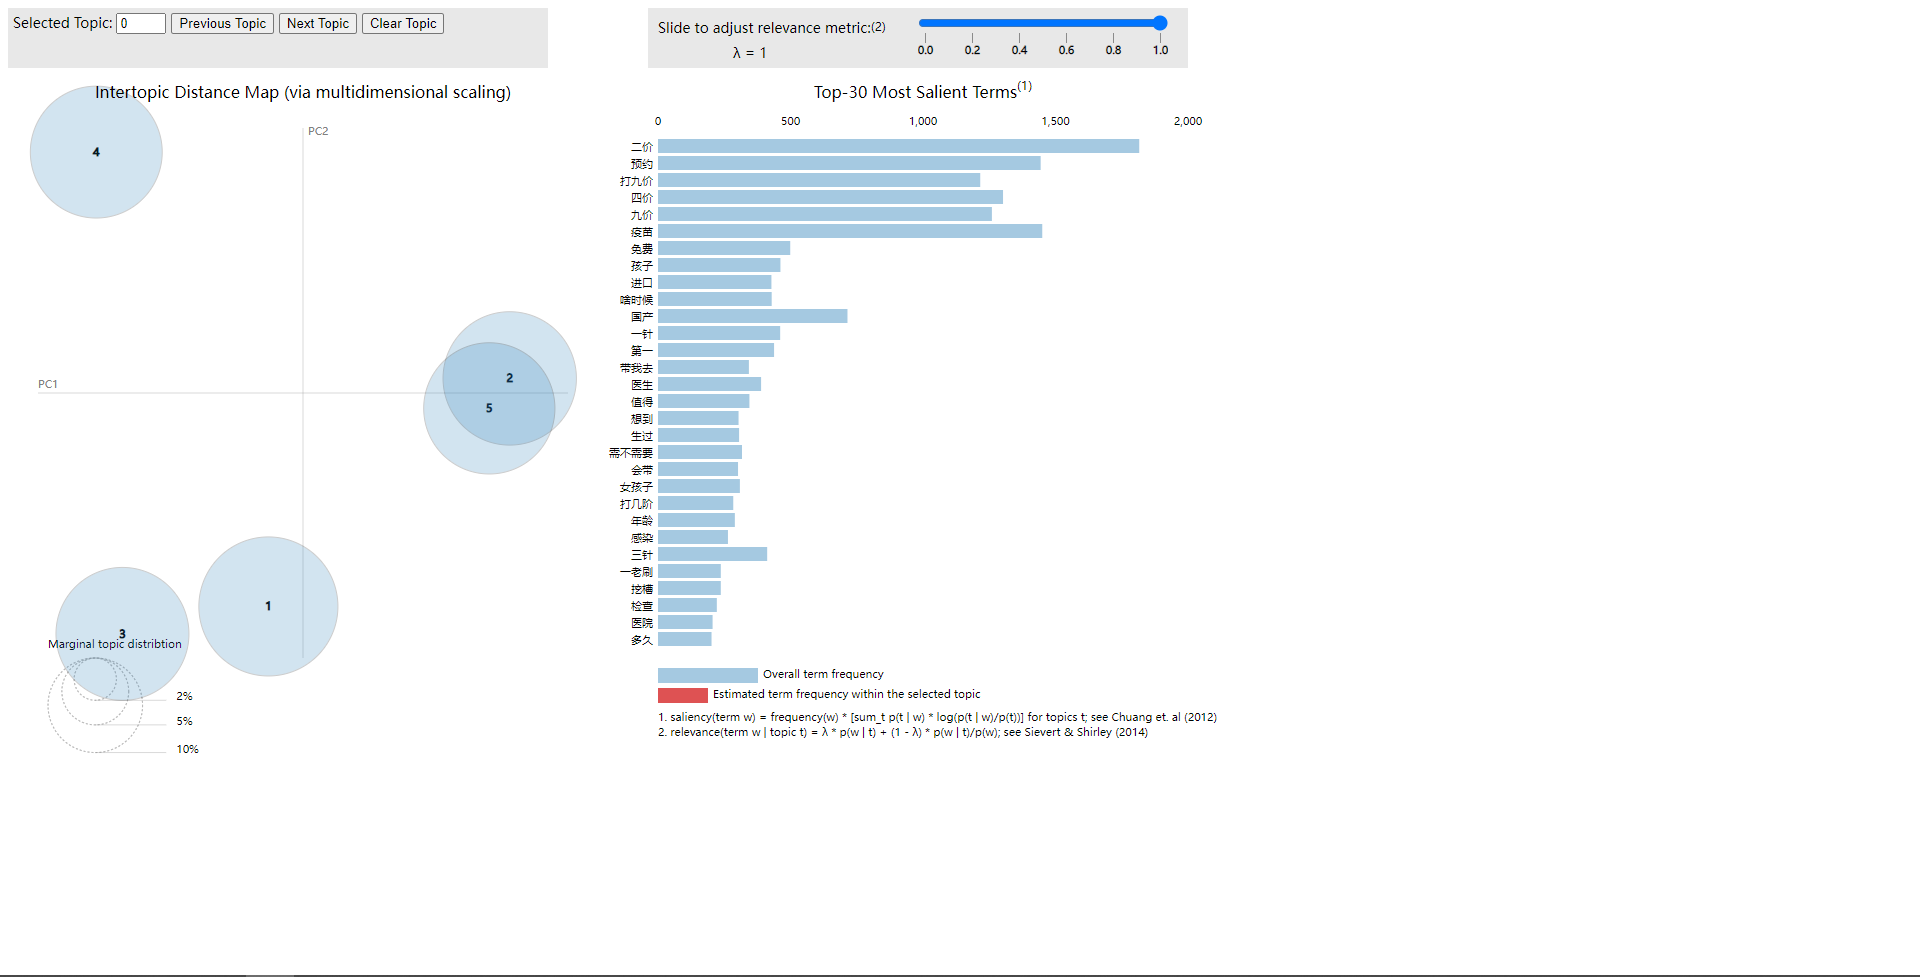 Selected Topic: 0 Previous Topic Next Topic Clear Topic
Slide to adjust relevance metric:(2)
λ = 1
0.0 0.2 0.4 0.6 0.8 1.0
Intertopic Distance Map (via multidimensional scaling)
PC2
PC1
4
2
5
1
3
Marginal topic distribtion
2%
5%
10%
Top-30 Most Salient Terms(1)
0 500 1,000 1,500 2,000
二价
预约
打九价
四价
九价
疫苗
免费
孩子
进口
啥时候
国产
一针
第一
带我去
医生
值得
想到
生过
需不需要
会带
女孩子
打几阶
年龄
感染
三针
一老刷
挖槽
检查
医院
多久
Overall term frequency
Estimated term frequency within the selected topic
1. saliency(term w) = frequency(w) * [sum_t p(t | w) * log(p(t | w)/p(t))] for topics t; see Chuang et. al (2012)
2. relevance(term w | topic t) = λ * p(w | t) + (1 - λ) * p(w | t)/p(w); see Sievert & Shirley (2014)